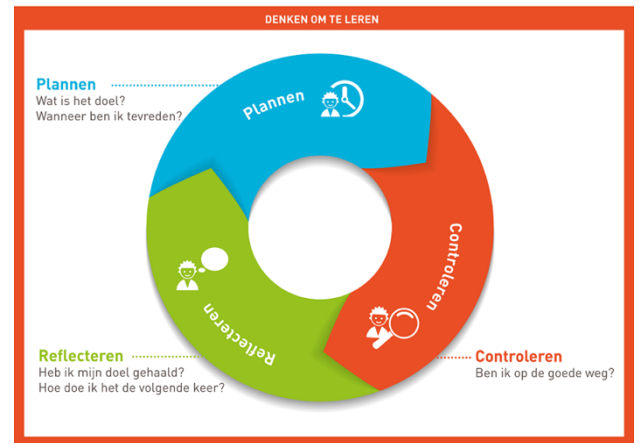 DENKEN OM TE LEREN
Plannen
Wat is het doel?
Wanneer ben ik tevreden?
Plannen
Controleren
Reflecteren
Reflecteren
Heb ik mijn doel gehaald?
Hoe doe ik het de volgende keer?
Controleren
Ben ik op de goede weg?